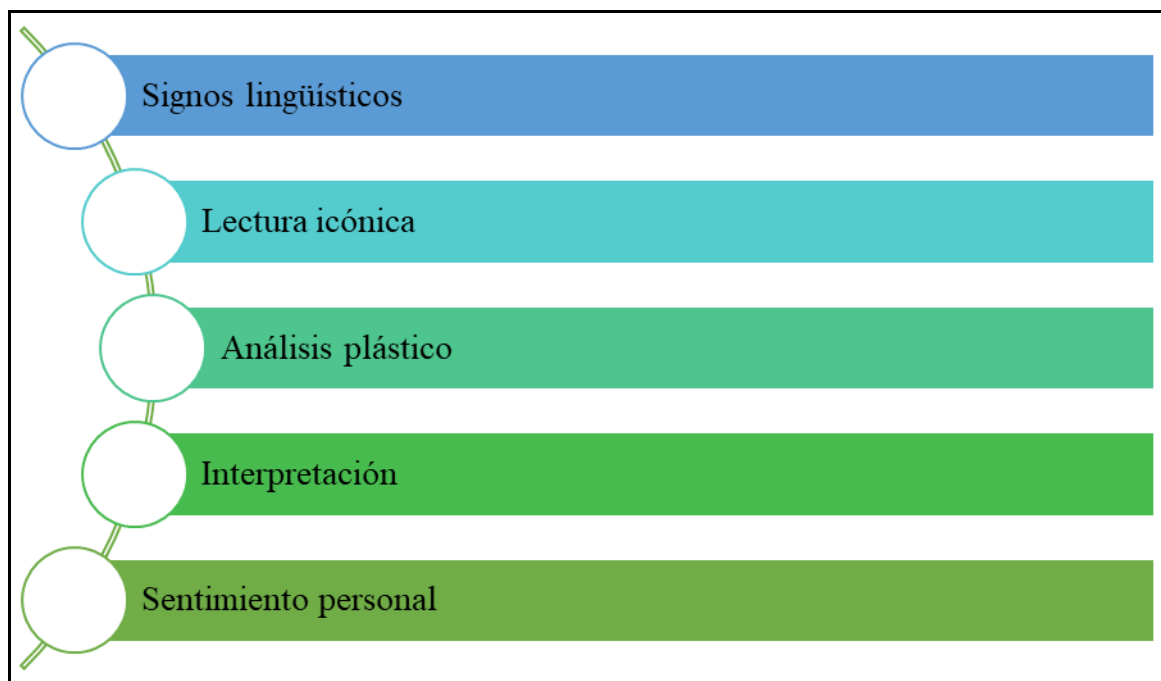 Signos lingüísticos
Lectura icónica
Análisis plástico
Interpretación
Sentimiento personal